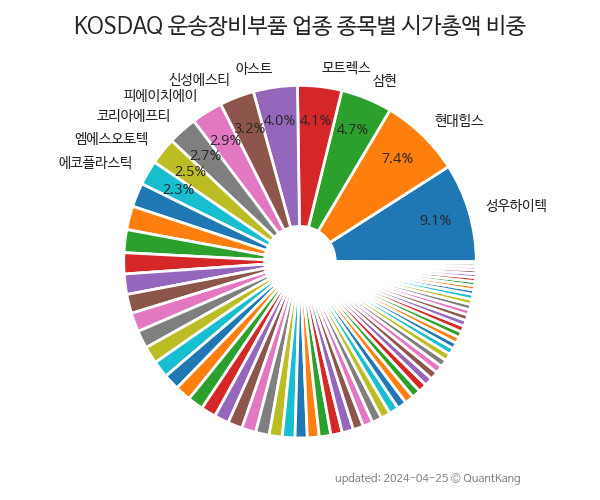 KOSDAQ 운송장비부품 업종 종목별 시가총액 비중
성우하이텍
9.1%
현대힘스
7.4%
삼현
4.7%
모트렉스
4.1%
아스트
4.0%
신성에스티
3.2%
피에이치에이
2.9%
코리아에프티
2.7%
엠에스오토텍
2.5%
에코플라스틱
2.3%
updated: 2024-04-25 ⓒ QuantKang